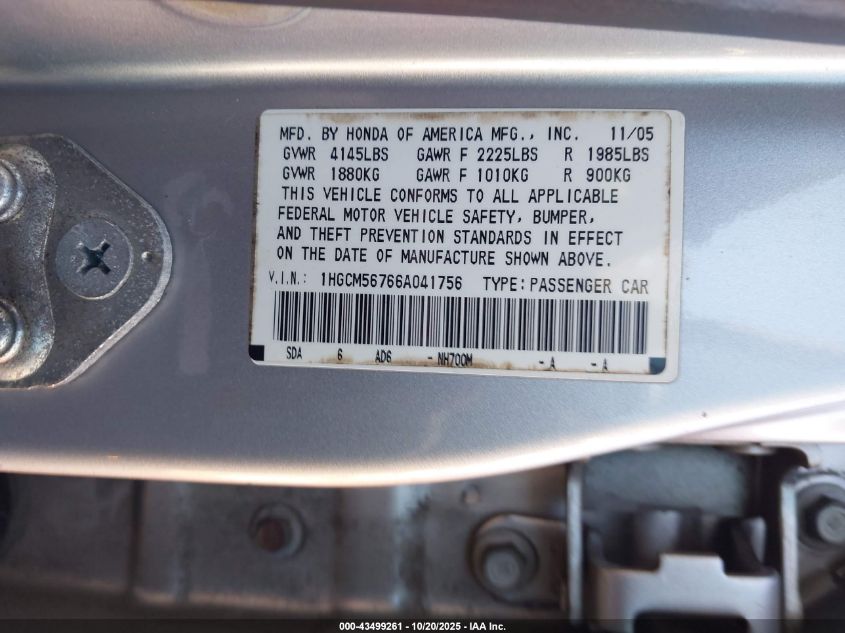 MFD. BY HONDA OF AMERICA MFG., INC. 11/05
GVWR 4145LBS GAWR F 2225LBS R 1985LBS
GVWR 1880KG GAWR F 1010KG R 900KG
THIS VEHICLE CONFORMS TO ALL APPLICABLE
FEDERAL MOTOR VEHICLE SAFETY, BUMPER,
AND THEFT PREVENTION STANDARDS IN EFFECT
ON THE DATE OF MANUFACTURE SHOWN ABOVE.
V.I.N.: 1HGCM56766A041756 TYPE: PASSENGER CAR
SDA 6 AD6 - NH700M - A - A
000-43499261 - 10/20/2025 - IAA Inc.